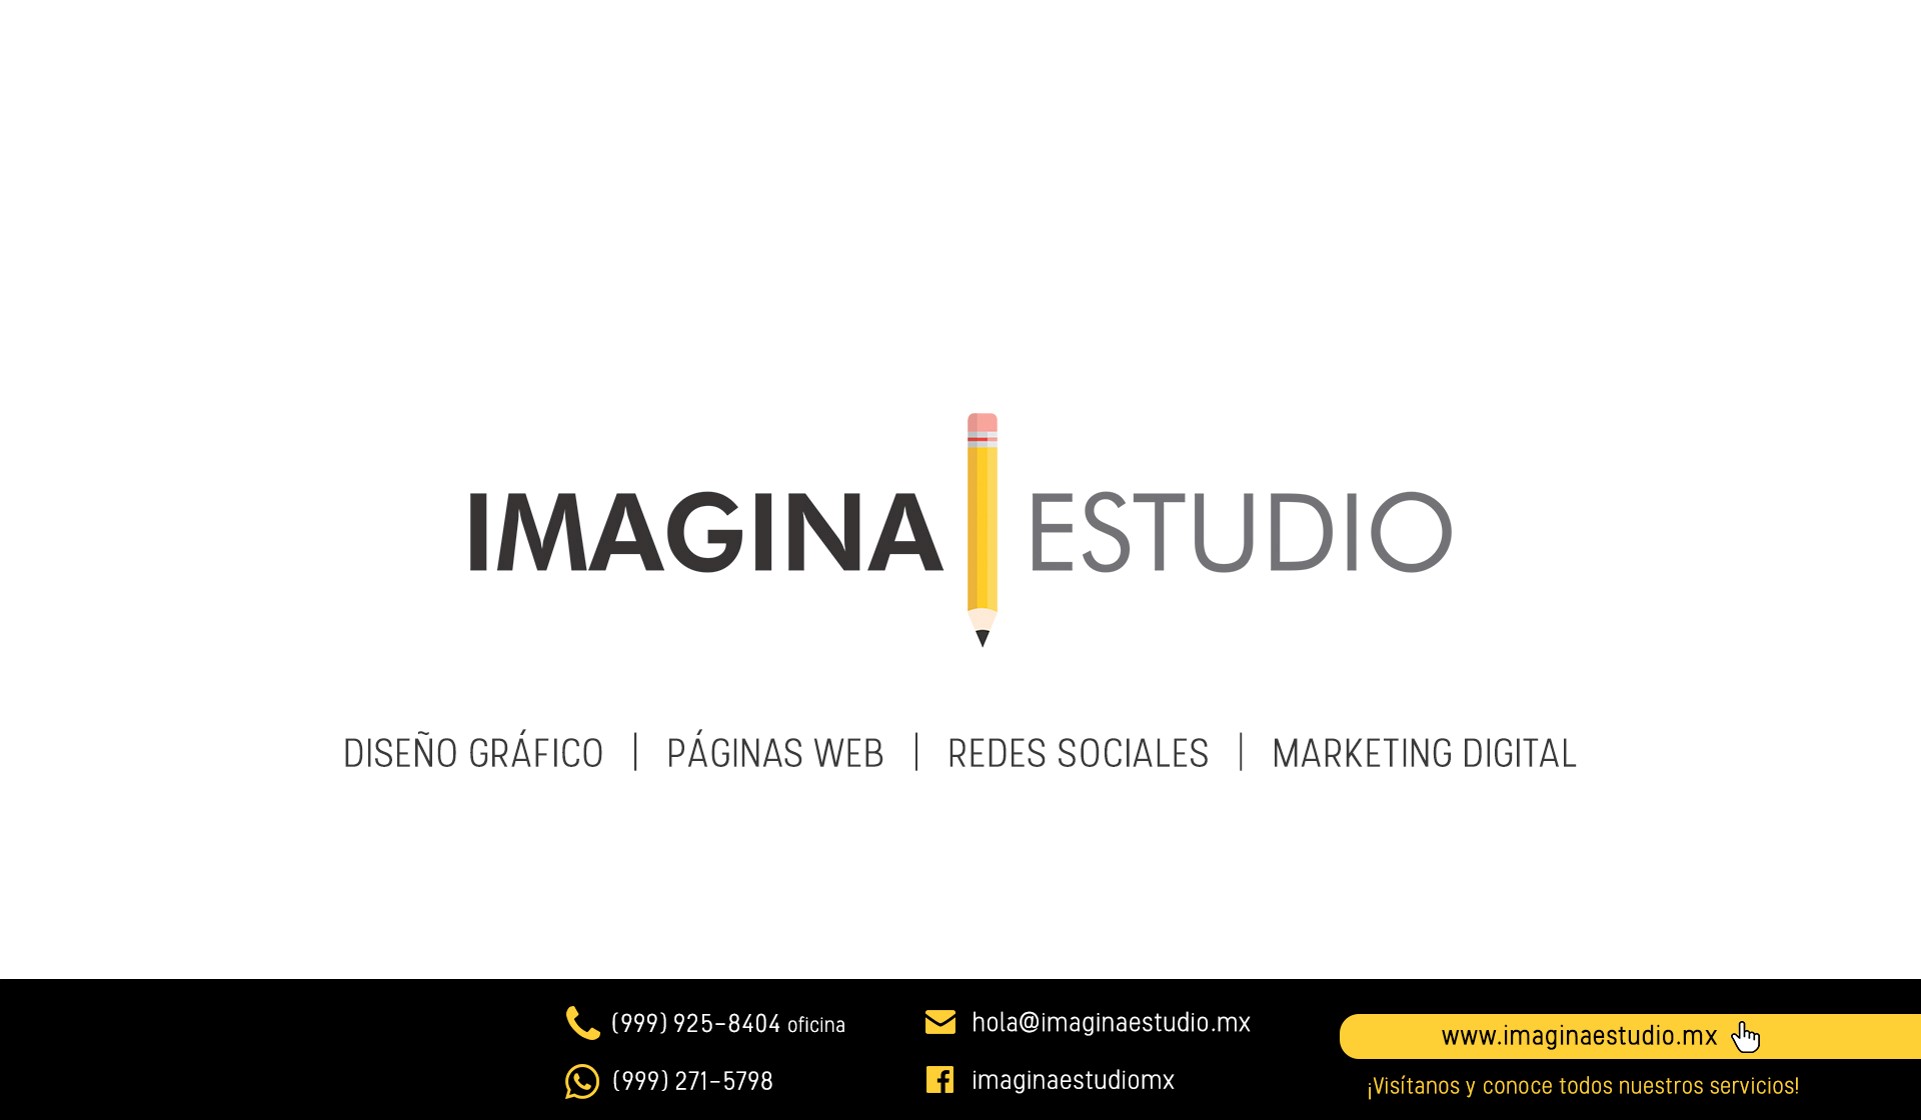 IMAGINA ESTUDIO
DISEÑO GRÁFICO | PÁGINAS WEB | REDES SOCIALES | MARKETING DIGITAL
(999) 925-8404 oficina
(999) 271-5798
hola@imaginaestudio.mx
imaginaestudiomx
www.imaginaestudio.mx
¡Visítanos y conoce todos nuestros servicios!